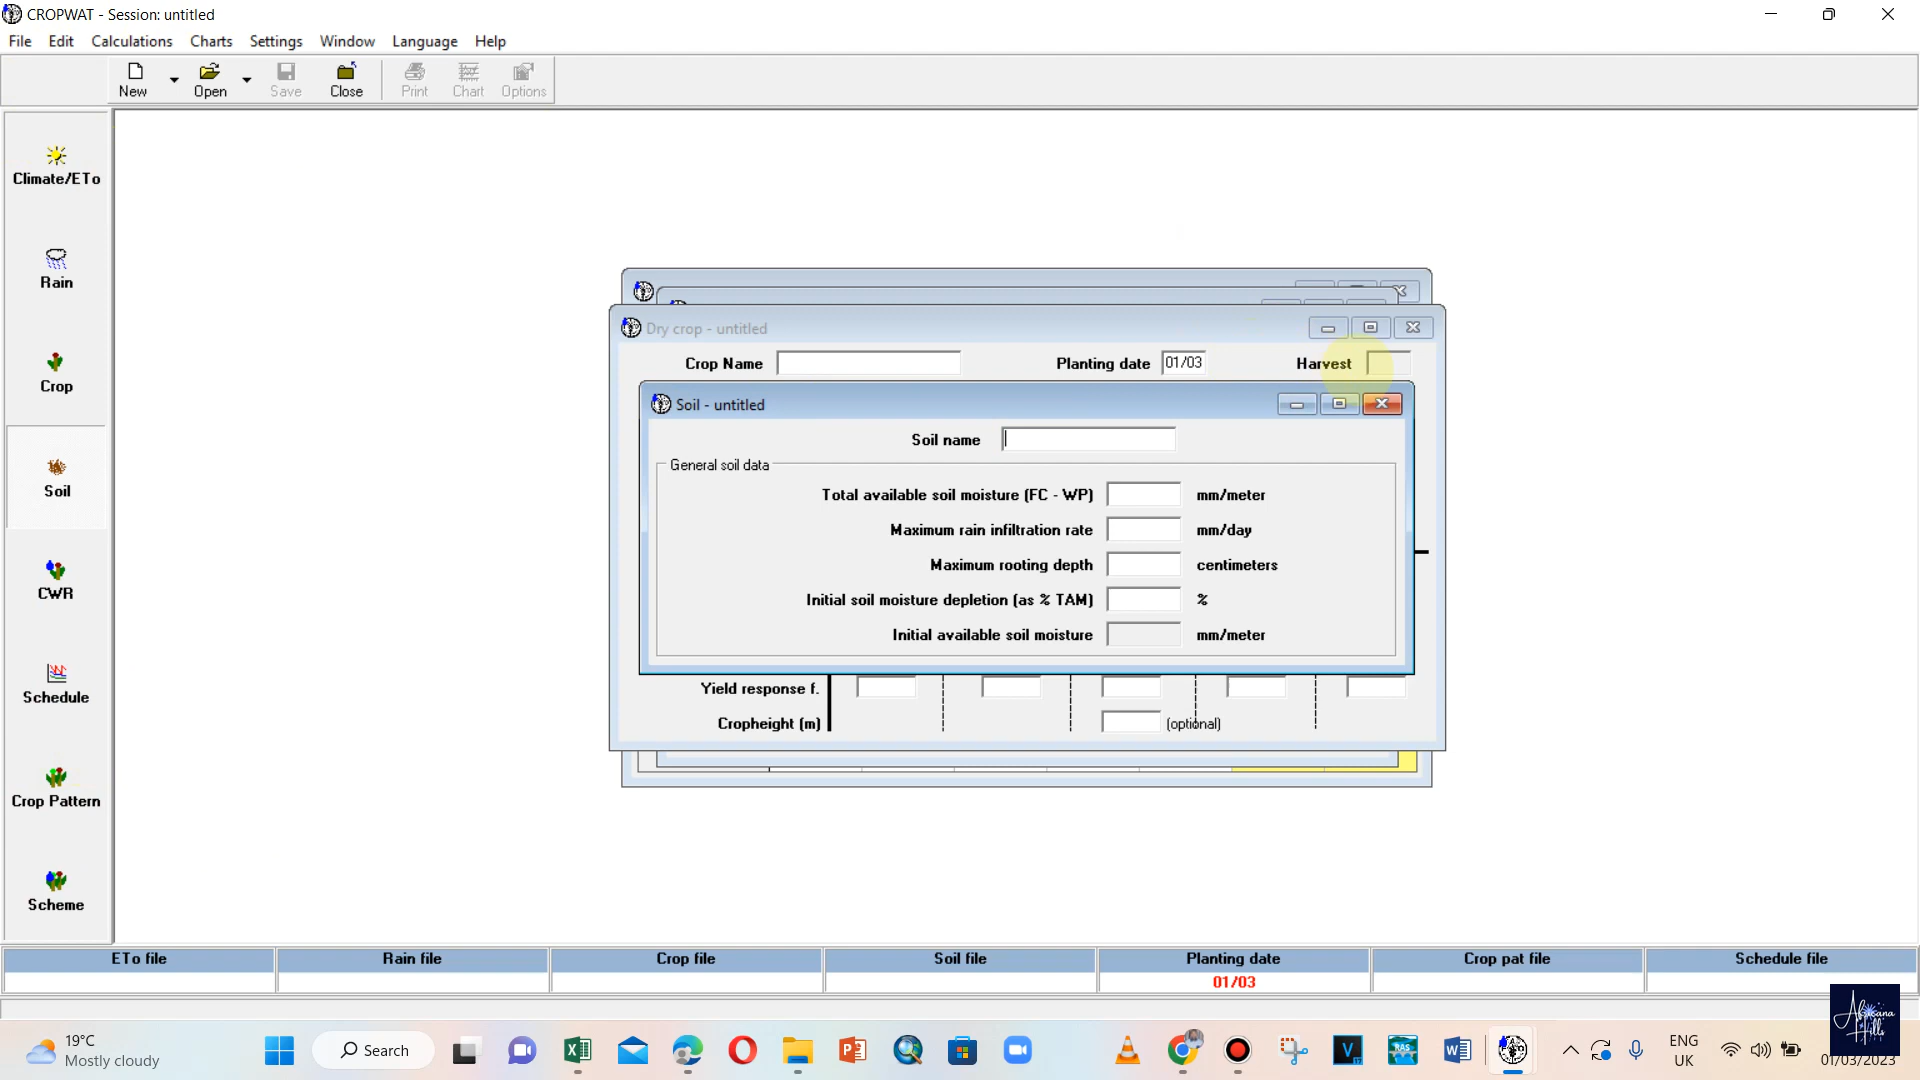 CROPWAT - Session: untitled
File Edit Calculations Charts Settings Window Language Help
New Open Save Close Print Chart Options
Climate/ETo
Rain
Crop
Soil
CWR
Schedule
Crop Pattern
Scheme
Dry crop - untitled
Crop Name Planting date 01/03 Harvest
Soil - untitled
Soil name
General soil data
Total available soil moisture (FC - WP) mm/meter
Maximum rain infiltration rate mm/day
Maximum rooting depth centimeters
Initial soil moisture depletion (as % TAM) %
Initial available soil moisture mm/meter
Yield response f.
Cropheight (m) (optional)
ETo file Rain file Crop file Soil file Planting date Crop pat file Schedule file
01/03
Africana Hills
19°C
Mostly cloudy
Search
ENG
UK
01/03/2023